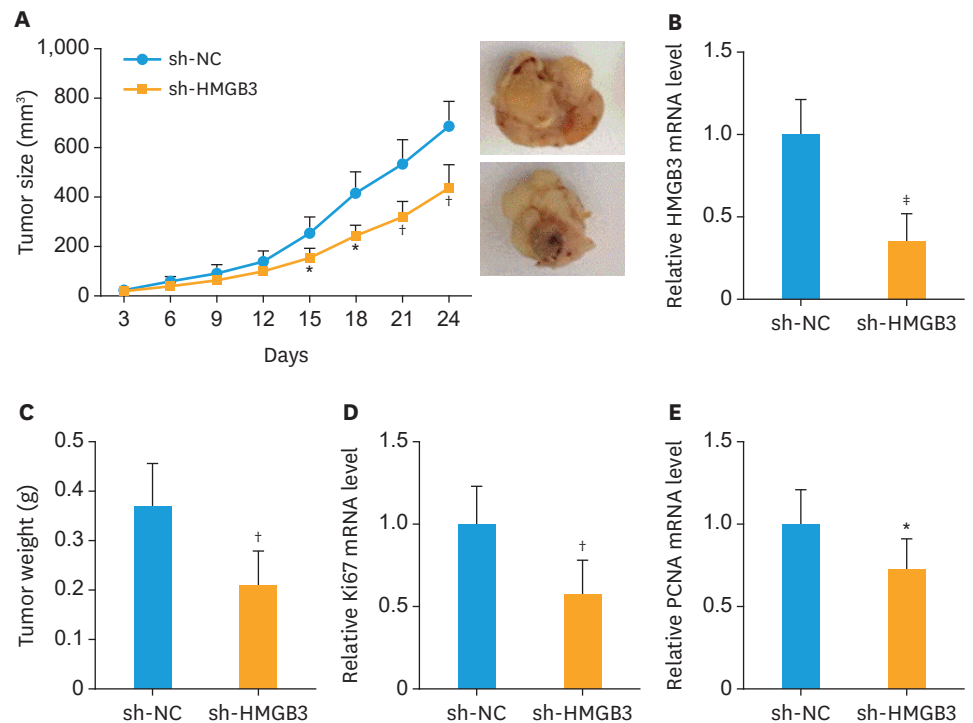 A
Tumor size (mm³)
1,000
800
600
400
200
0
sh-NC
sh-HMGB3
*
*
†
†
3 6 9 12 15 18 21 24
Days
B
Relative HMGB3 mRNA level
1.5
1.0
0.5
0
‡
sh-NC sh-HMGB3
C
Tumor weight (g)
0.5
0.4
0.3
0.2
0.1
0
†
sh-NC sh-HMGB3
D
Relative Ki67 mRNA level
1.5
1.0
0.5
0
†
sh-NC sh-HMGB3
E
Relative PCNA mRNA level
1.5
1.0
0.5
0
*
sh-NC sh-HMGB3